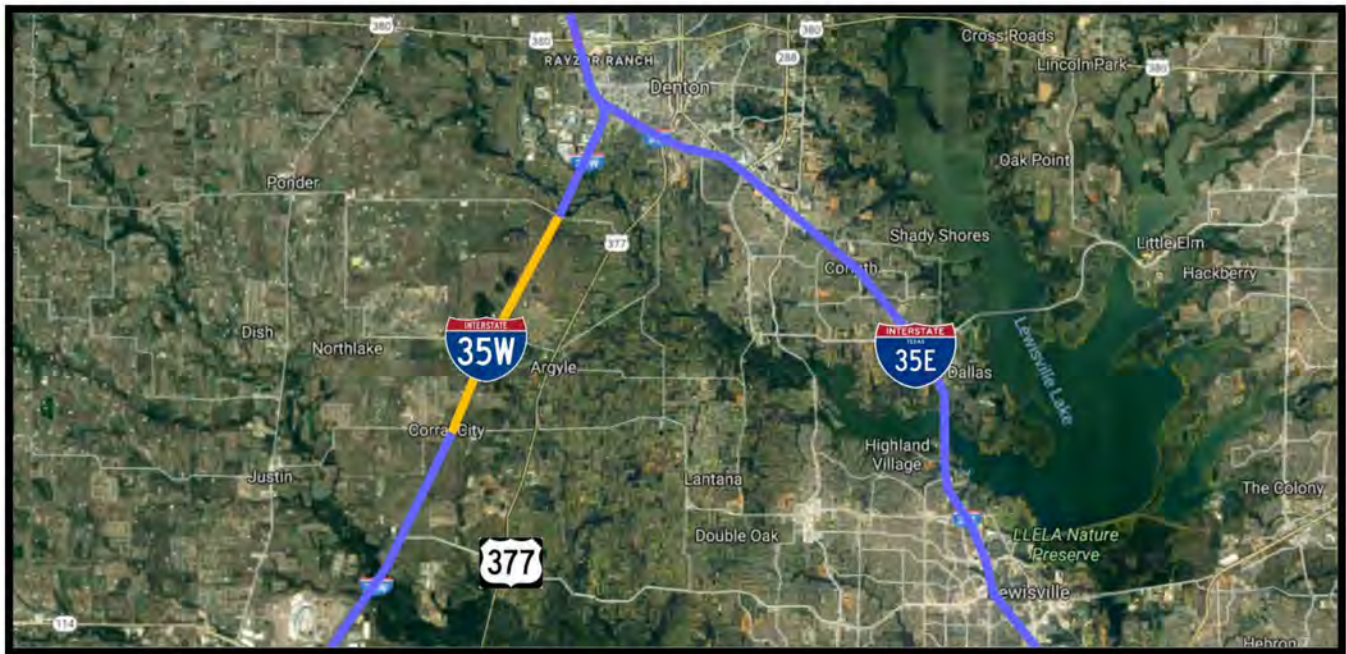 380
380
380
Cross Roads
RAYZOR RANCH
288
Lincoln Park
380
Denton
Oak Point
Ponder
377
Shady Shores
Little Elm
Corinth
Hackberry
Lewisville Lake
Dish
Northlake
INTERSTATE
35W
INTERSTATE
TEXAS
35E
Argyle
Dallas
Corral City
Highland
Village
Justin
Lantana
The Colony
Double Oak
LLELA Nature
Preserve
377
Lewisville
114
Hebron